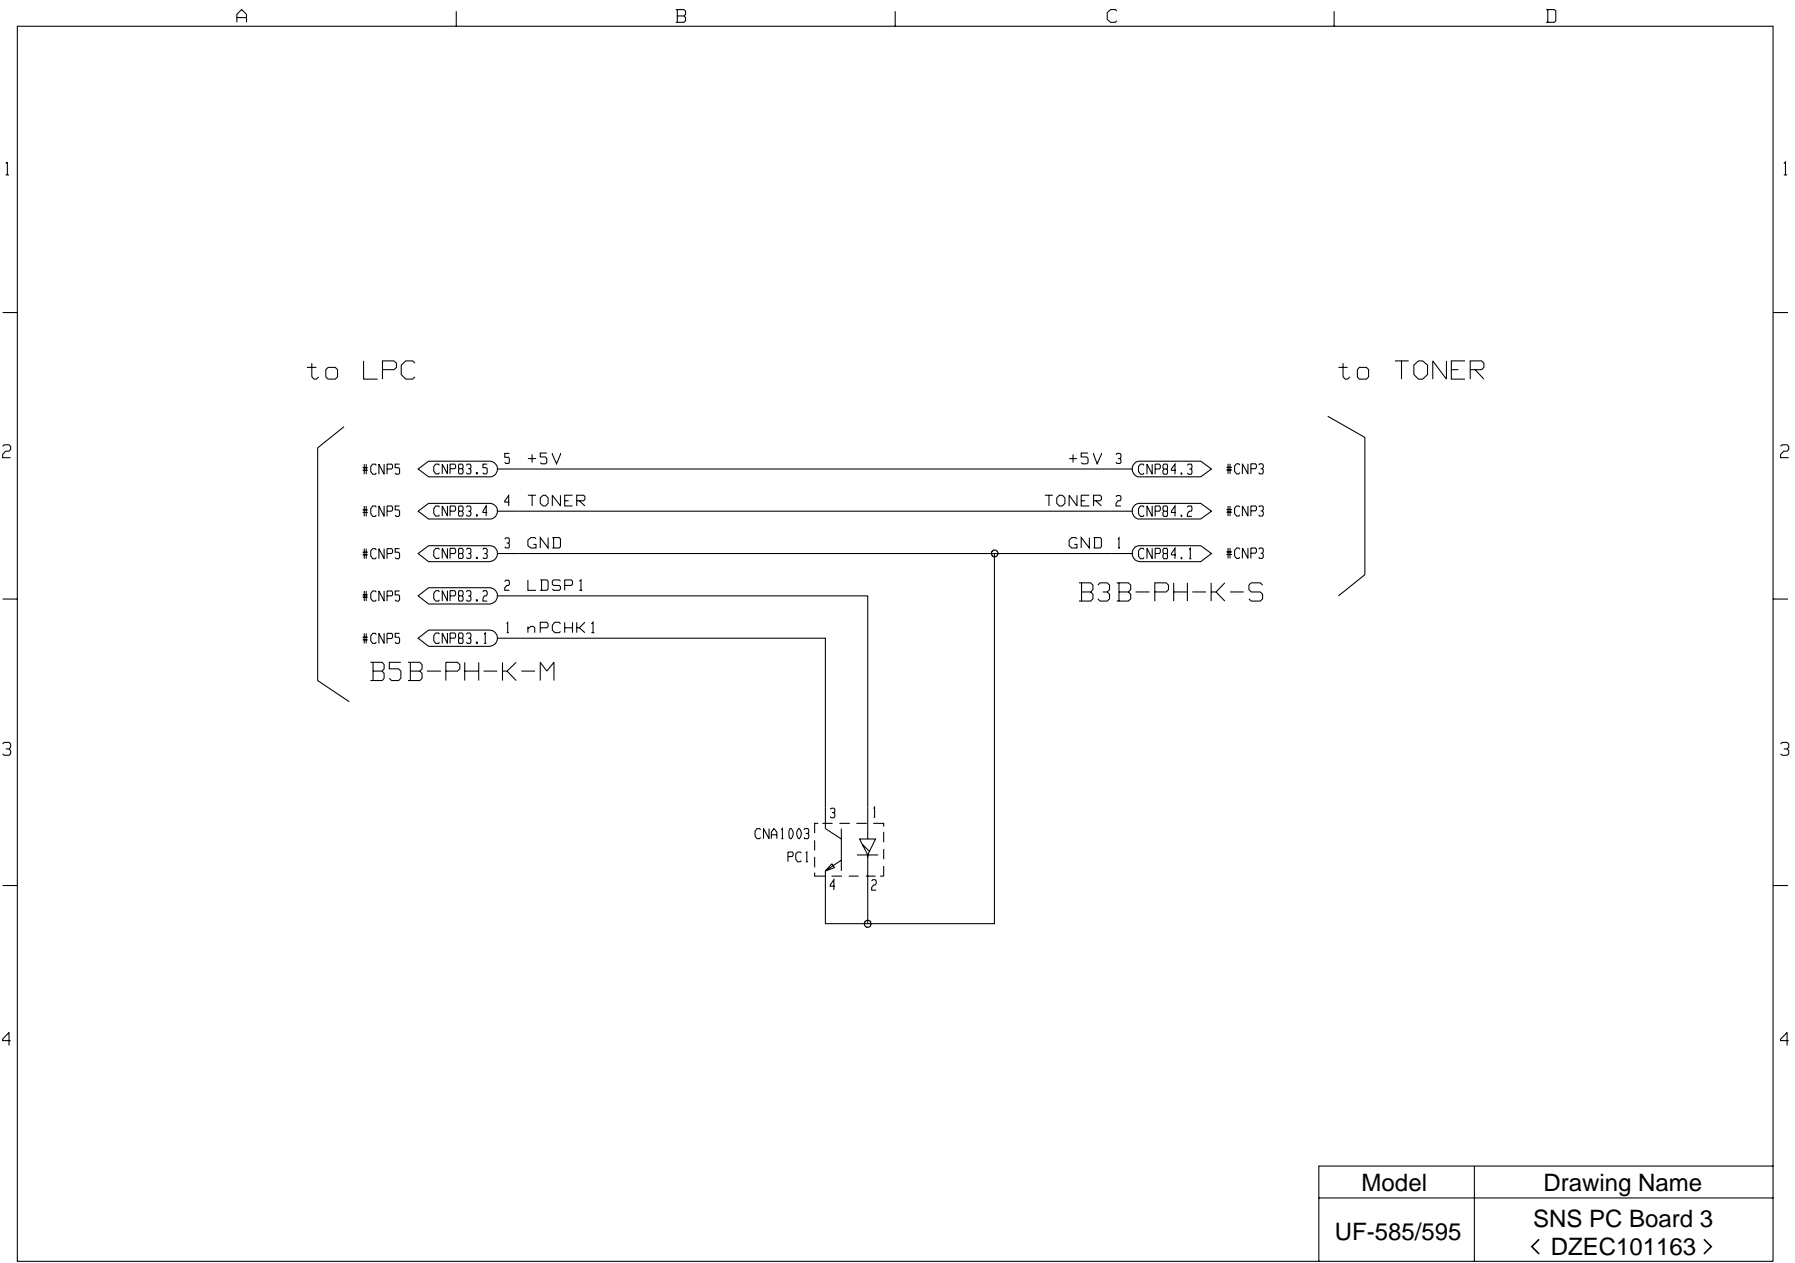 A B C D
1 1
to LPC to TONER
2 2
#CNP5 CNP83.5 5 +5V +5V 3 CNP84.3 #CNP3
#CNP5 CNP83.4 4 TONER TONER 2 CNP84.2 #CNP3
#CNP5 CNP83.3 3 GND GND 1 CNP84.1 #CNP3
#CNP5 CNP83.2 2 LDSP1 B3B-PH-K-S
#CNP5 CNP83.1 1 nPCHK1
B5B-PH-K-M
3 3
3 1
CNA1003
PC1
4 2
4 4
Model Drawing Name
UF-585/595 SNS PC Board 3
< DZEC101163 >